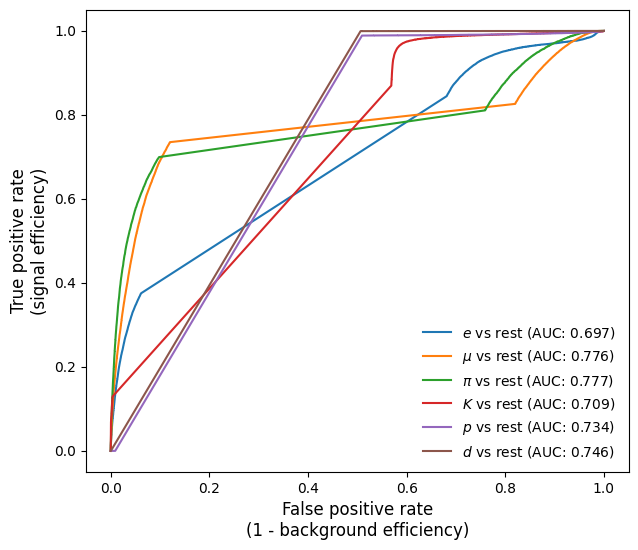 True positive rate
(signal efficiency)
1.0
0.8
0.6
0.4
0.2
0.0
e vs rest (AUC: 0.697)
μ vs rest (AUC: 0.776)
π vs rest (AUC: 0.777)
K vs rest (AUC: 0.709)
p vs rest (AUC: 0.734)
d vs rest (AUC: 0.746)
0.0 0.2 0.4 0.6 0.8 1.0
False positive rate
(1 - background efficiency)